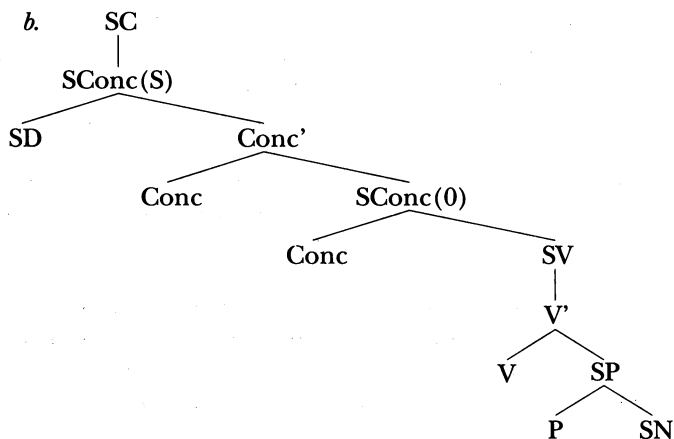 b. SC
SConc(S)
SD Conc’
Conc SConc(0)
Conc SV
V’
V SP
P SN